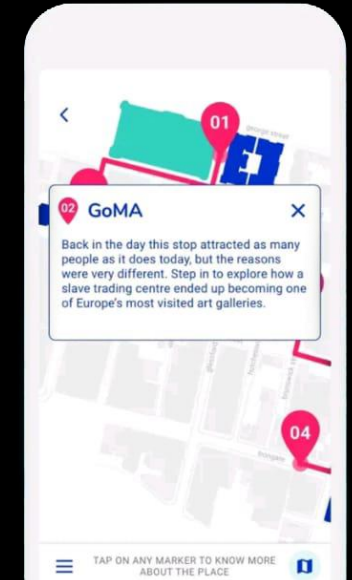 01
george street
02 GoMA
Back in the day this stop attracted as many
people as it does today, but the reasons
were very different. Step in to explore how a
slave trading centre ended up becoming one
of Europe's most visited art galleries.
04
TAP ON ANY MARKER TO KNOW MORE
ABOUT THE PLACE